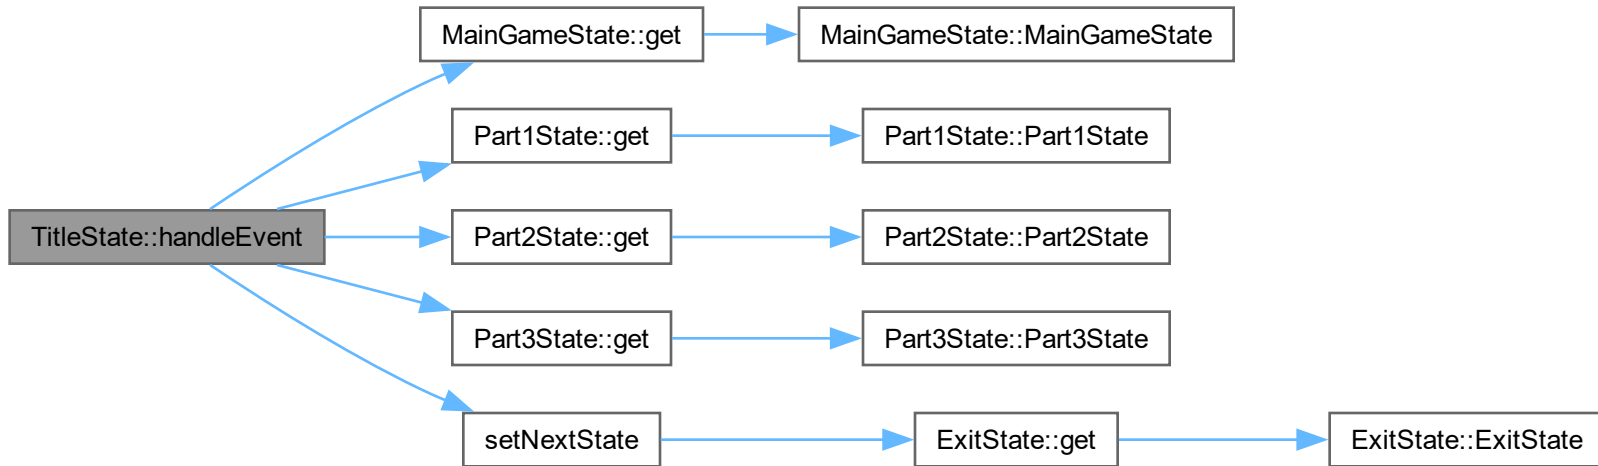 MainGameState::get
MainGameState::MainGameState
Part1State::get
Part1State::Part1State
TitleState::handleEvent
Part2State::get
Part2State::Part2State
Part3State::get
Part3State::Part3State
setNextState
ExitState::get
ExitState::ExitState